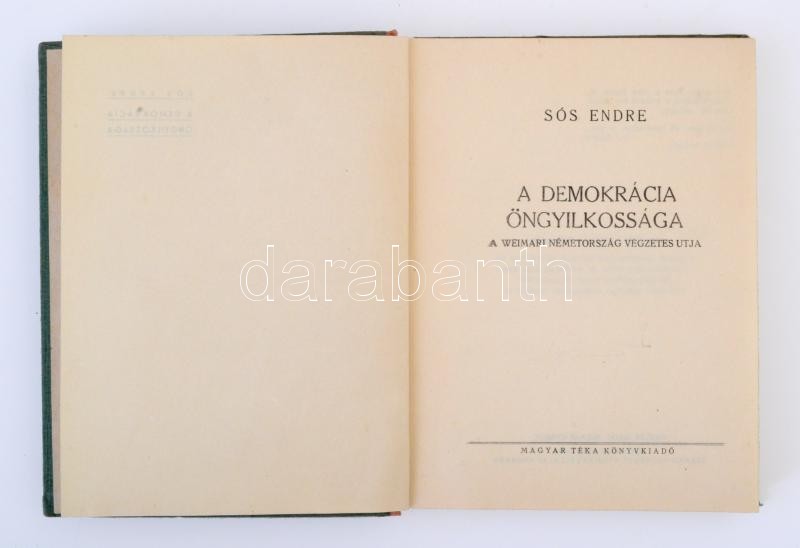 SÓS ENDRE
A DEMOKRÁCIA
ÖNGYILKOSSÁGA
A WEIMARI NÉMETORSZÁG VÉGZETES UTJA
darabanth
MAGYAR TÉKA KÖNYVKIADÓ